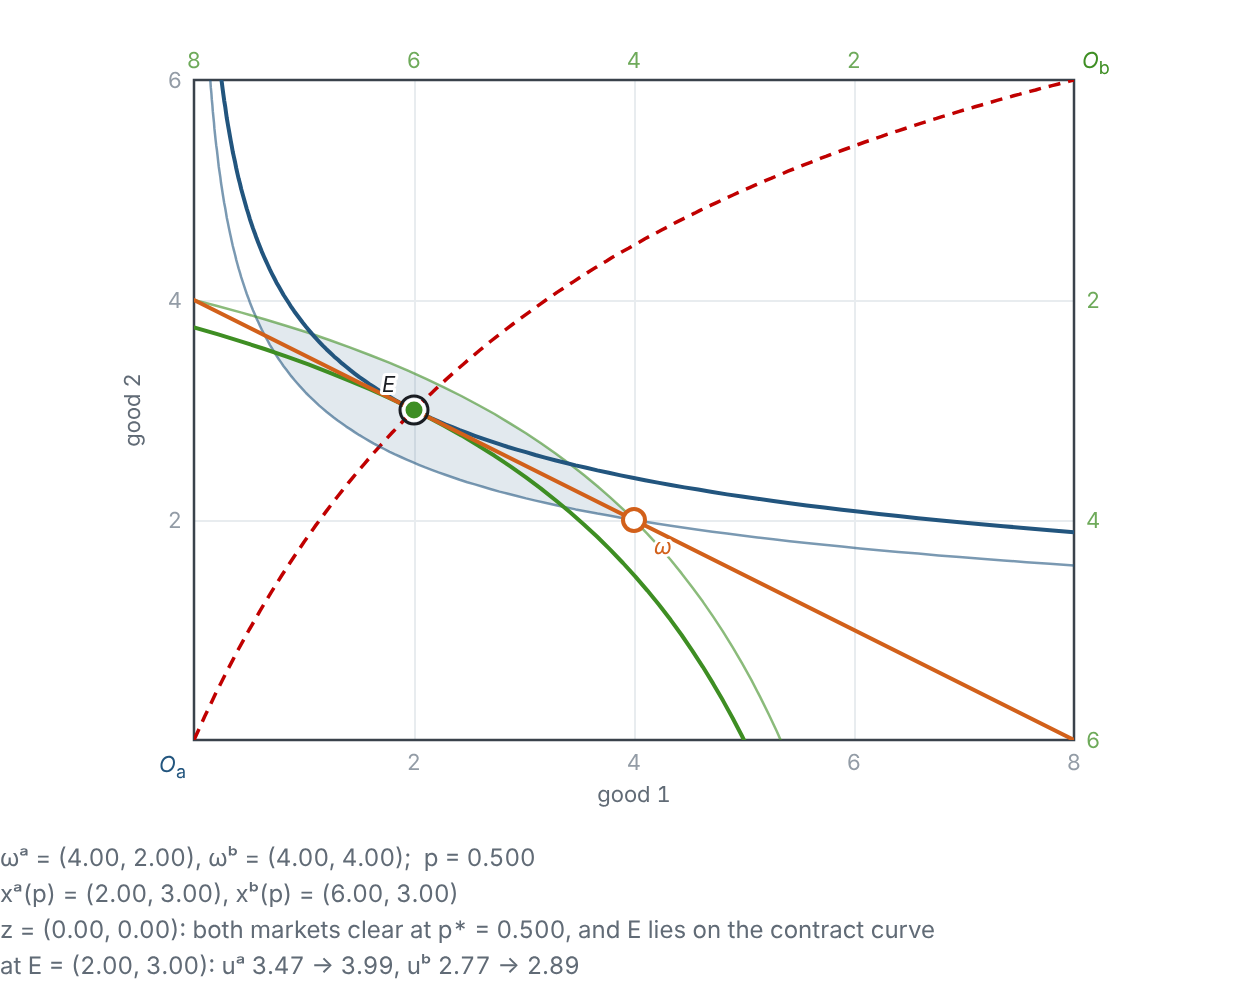 8 6 4 2 O_b
6
4 2
E
good 2
2 4
ω
6
O_a 2 4 6 8
good 1
ωᵃ = (4.00, 2.00), ωᵇ = (4.00, 4.00); p = 0.500
xᵃ(p) = (2.00, 3.00), xᵇ(p) = (6.00, 3.00)
z = (0.00, 0.00): both markets clear at p* = 0.500, and E lies on the contract curve
at E = (2.00, 3.00): uᵃ 3.47 → 3.99, uᵇ 2.77 → 2.89